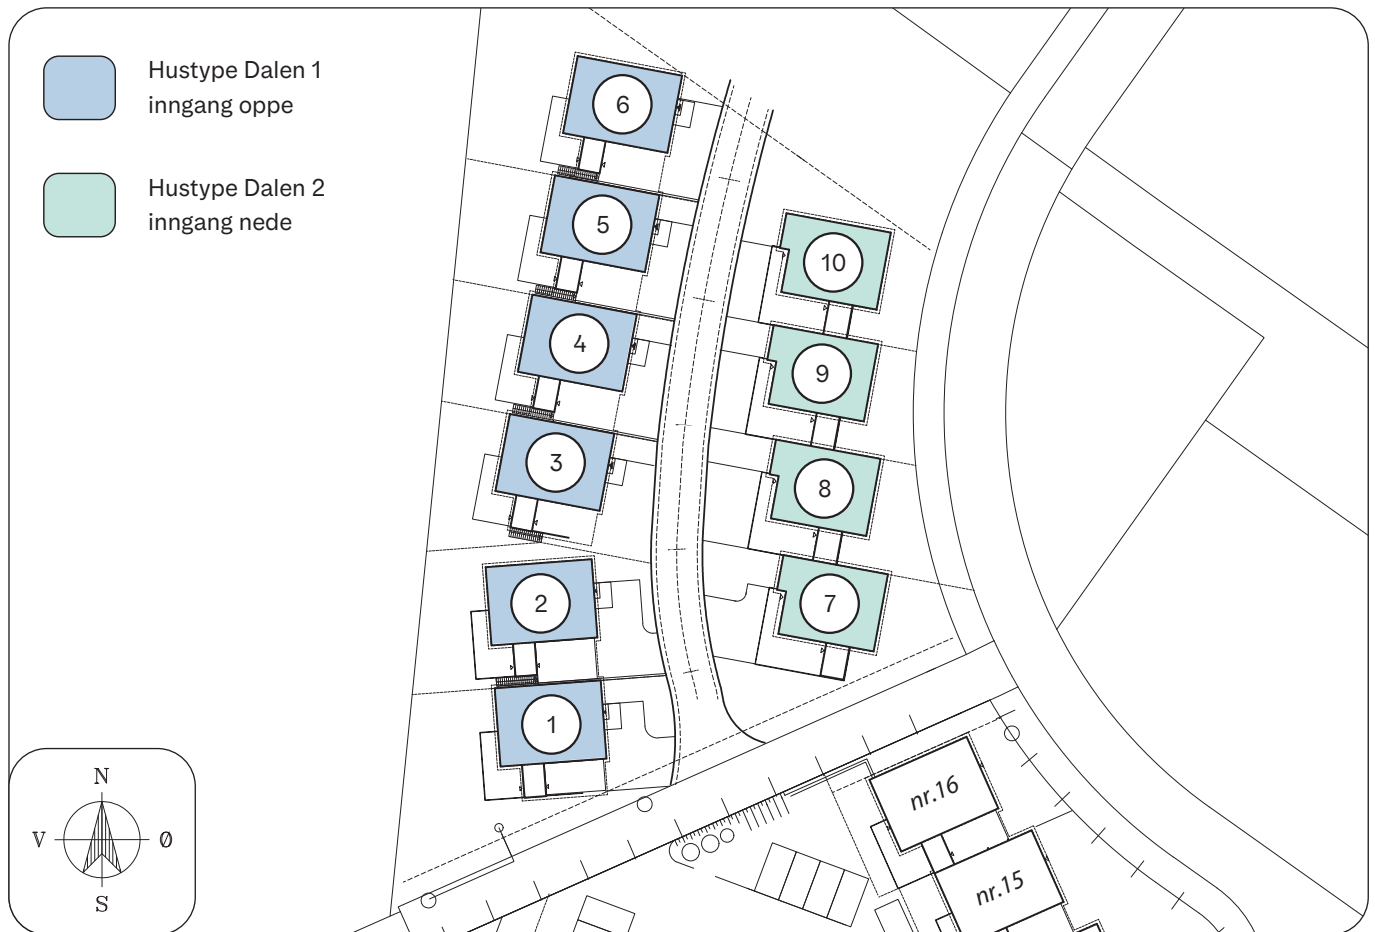 Hustype Dalen 1
inngang oppe
Hustype Dalen 2
inngang nede
6
5
4
3
2
1
10
9
8
7
nr.16
nr.15
N
V
Ø
S